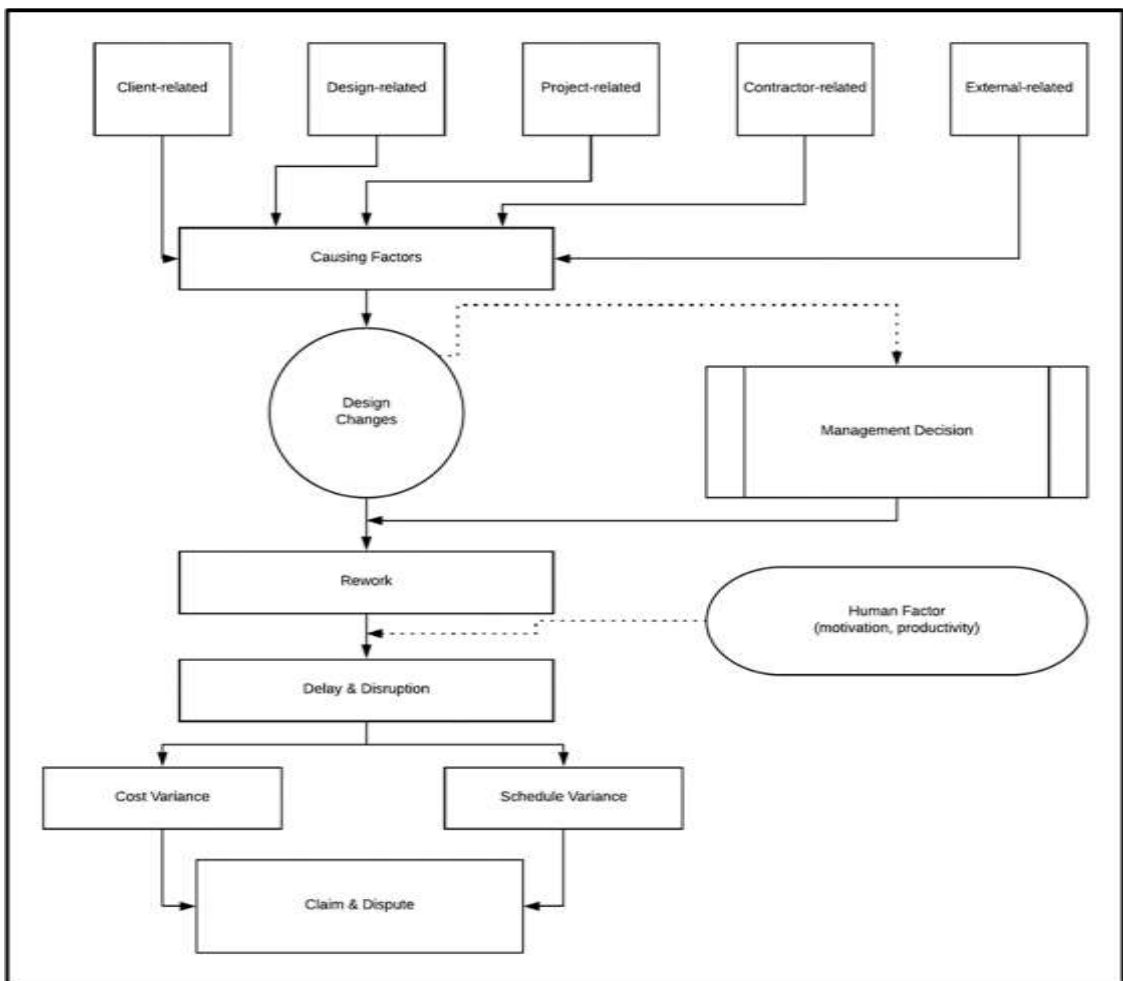 Client-related
Design-related
Project-related
Contractor-related
External-related
Causing Factors
Design
Changes
Management Decision
Rework
Human Factor
(motivation, productivity)
Delay & Disruption
Cost Variance
Schedule Variance
Claim & Dispute